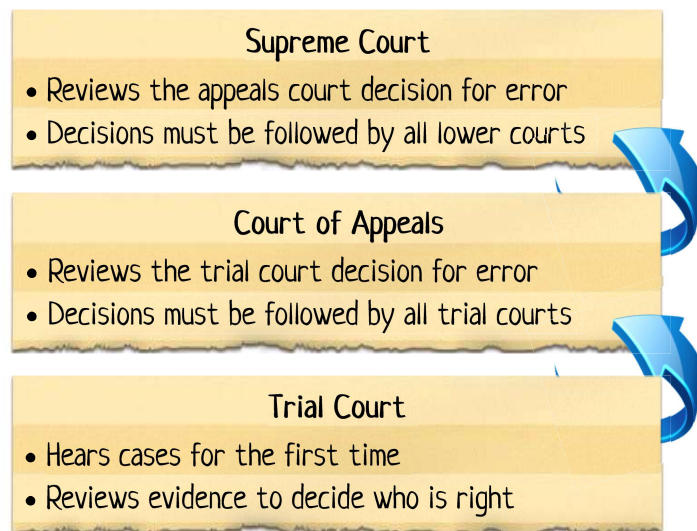 Supreme Court
• Reviews the appeals court decision for error
• Decisions must be followed by all lower courts
Court of Appeals
• Reviews the trial court decision for error
• Decisions must be followed by all trial courts
Trial Court
• Hears cases for the first time
• Reviews evidence to decide who is right